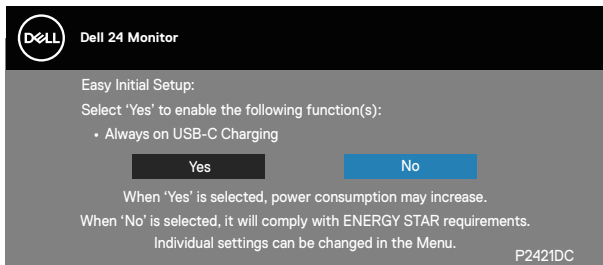 DELL
Dell 24 Monitor
Easy Initial Setup:
Select ‘Yes’ to enable the following function(s):
• Always on USB-C Charging
Yes No
When ‘Yes’ is selected, power consumption may increase.
When ‘No’ is selected, it will comply with ENERGY STAR requirements.
Individual settings can be changed in the Menu.
P2421DC